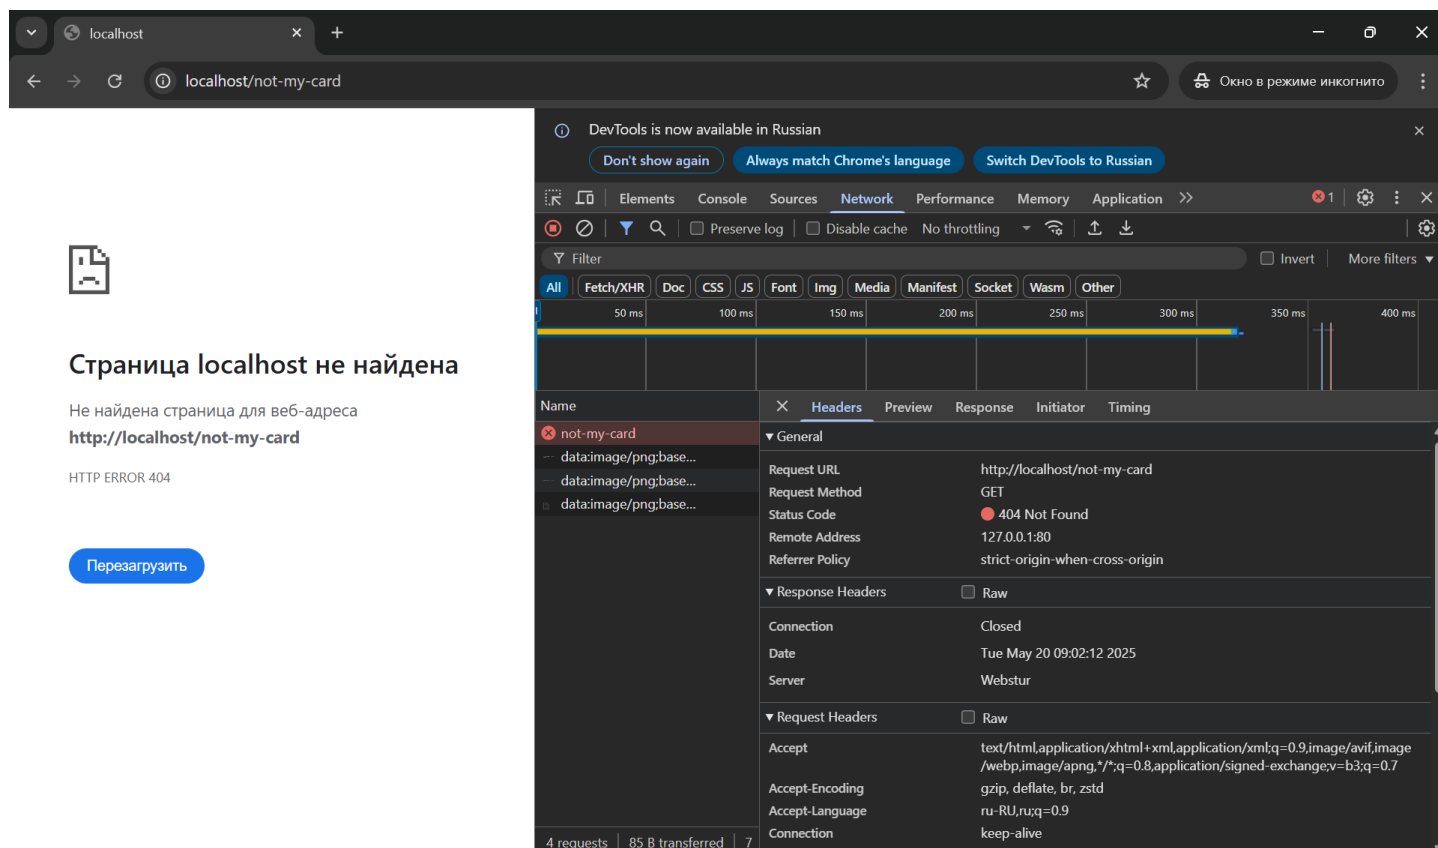 localhost
localhost/not-my-card
Окно в режиме инкогнито
Страница localhost не найдена
Не найдена страница для веб-адреса
http://localhost/not-my-card
HTTP ERROR 404
Перезагрузить
DevTools is now available in Russian
Don't show again
Always match Chrome's language
Switch DevTools to Russian
Elements Console Sources Network Performance Memory Application 1
Preserve log Disable cache No throttling
Filter Invert More filters
All Fetch/XHR Doc CSS JS Font Img Media Manifest Socket Wasm Other
50 ms 100 ms 150 ms 200 ms 250 ms 300 ms 350 ms 400 ms
Name
not-my-card
data:image/png;base...
data:image/png;base...
data:image/png;base...
4 requests 85 B transferred 7
Headers Preview Response Initiator Timing
General
Request URL http://localhost/not-my-card
Request Method GET
Status Code 404 Not Found
Remote Address 127.0.0.1:80
Referrer Policy strict-origin-when-cross-origin
Response Headers Raw
Connection Closed
Date Tue May 20 09:02:12 2025
Server Webstur
Request Headers Raw
Accept text/html,application/xhtml+xml,application/xml;q=0.9,image/avif,image
/webp,image/apng,*/*;q=0.8,application/signed-exchange;v=b3;q=0.7
Accept-Encoding gzip, deflate, br, zstd
Accept-Language ru-RU,ru;q=0.9
Connection keep-alive